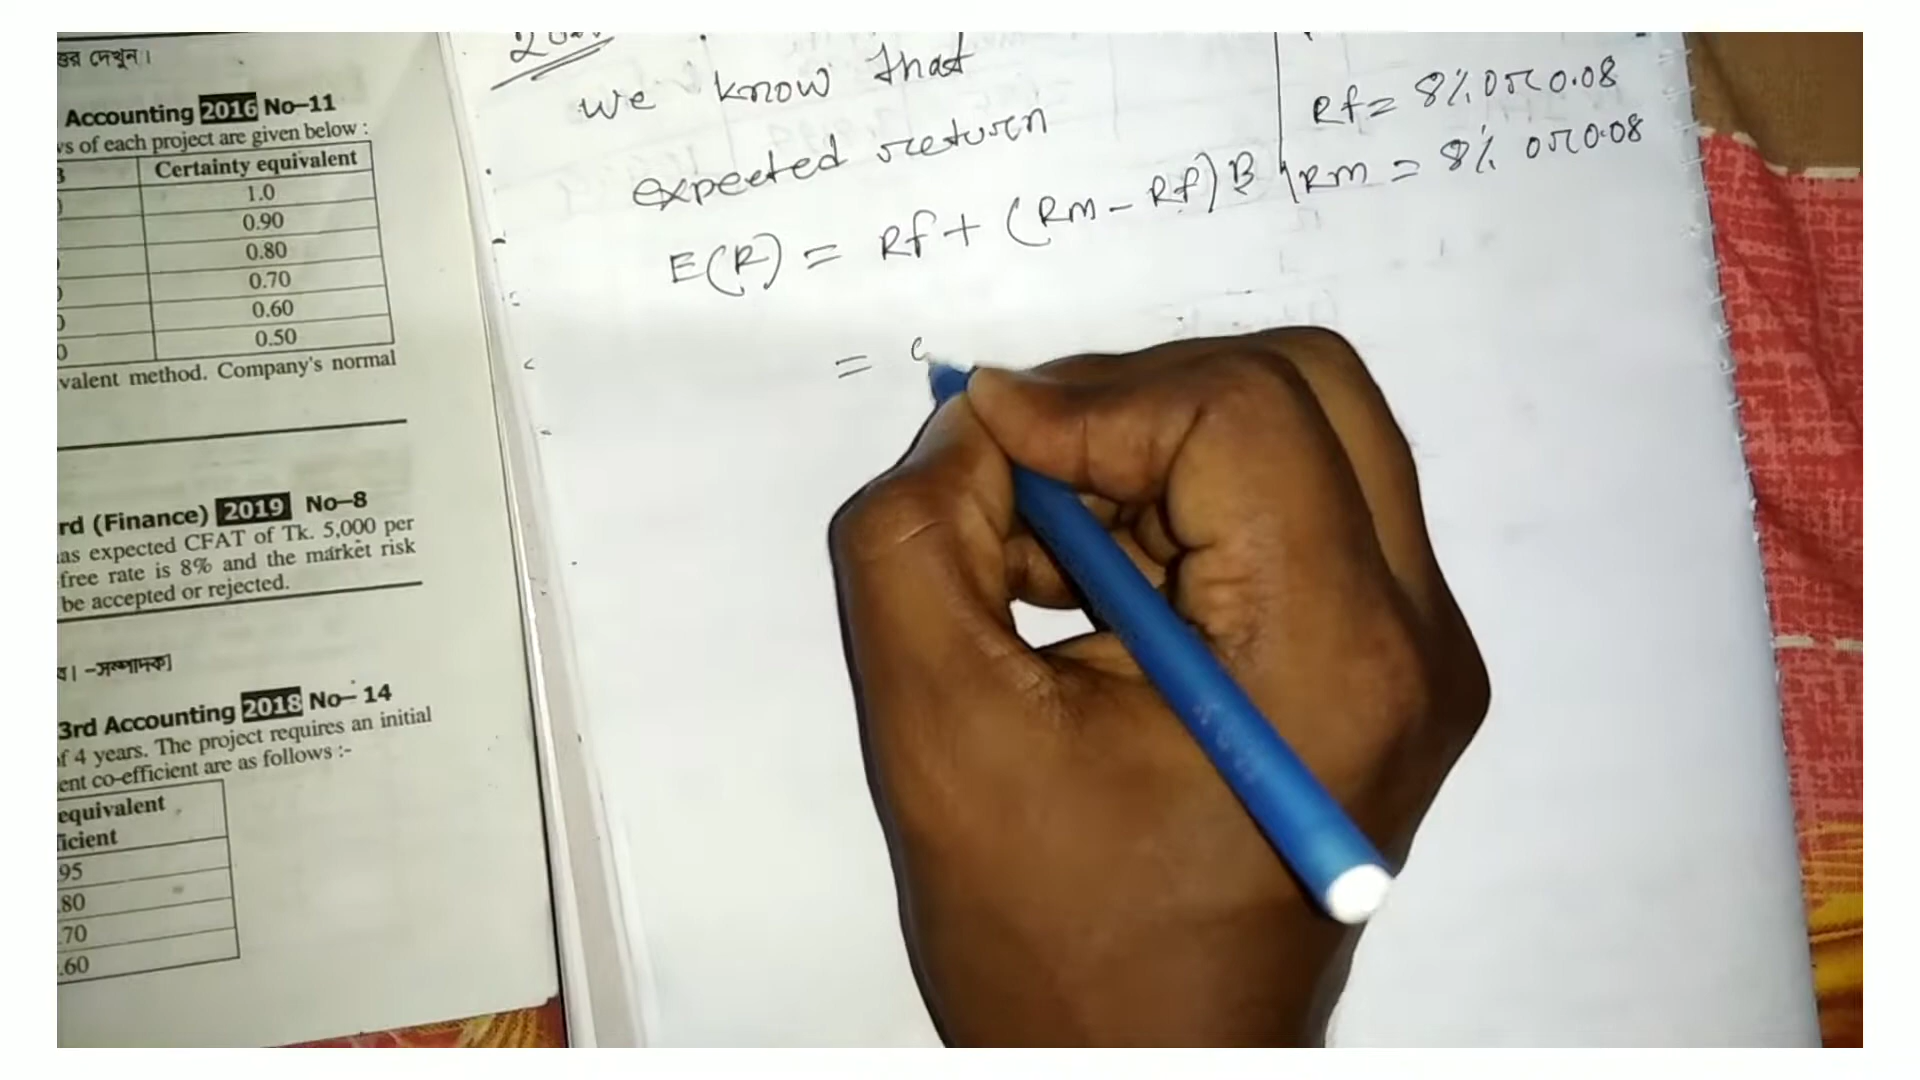 দেখুন।
Accounting 2016 No–11
of each project are given below :
Certainty equivalent
1.0
0.90
0.80
0.70
0.60
0.50
valent method. Company's normal
rd (Finance) 2019 No–8
as expected CFAT of Tk. 5,000 per
free rate is 8% and the market risk
be accepted or rejected.
–সম্পাদক]
3rd Accounting 2018 No– 14
f 4 years. The project requires an initial
ent co-efficient are as follows :-
equivalent
icient
.95
.80
.70
.60
we know that
expected return
E(R) = Rf + (Rm - Rf) B
Rf = 8% or 0.08
Rm = 8% or 0.08
=